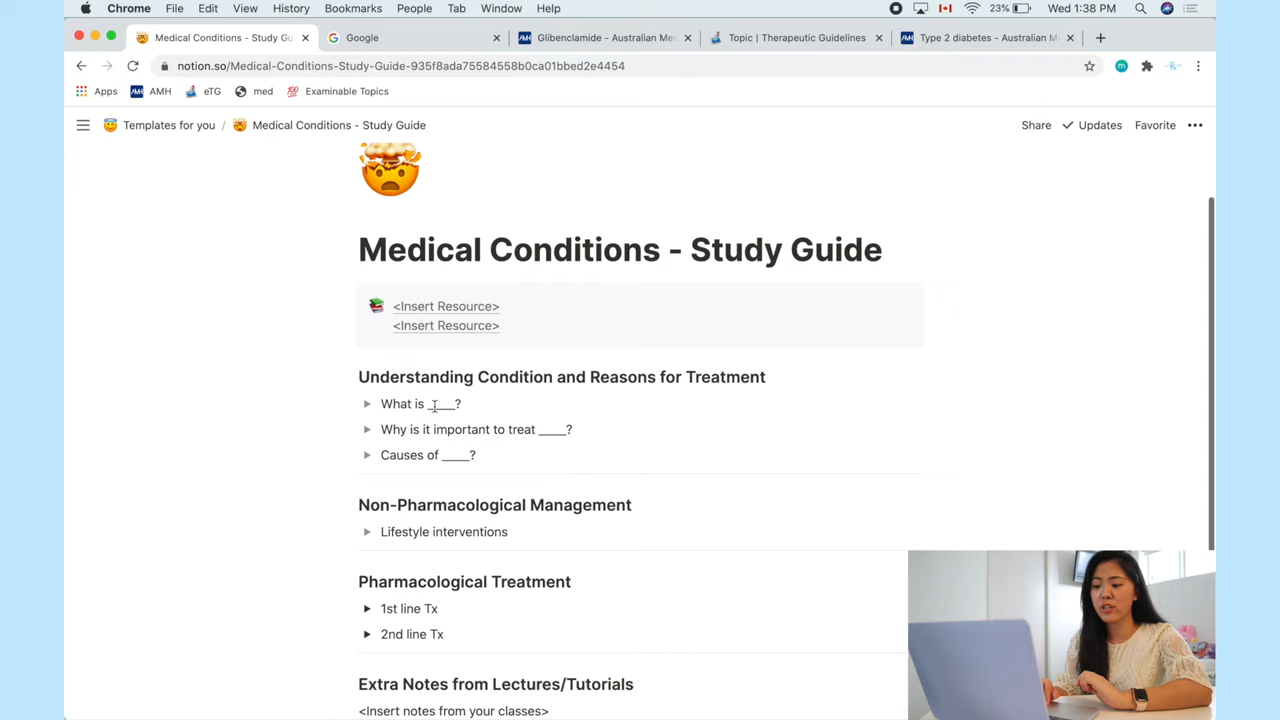 Chrome File Edit View History Bookmarks People Tab Window Help 23% Wed 1:38 PM
Medical Conditions - Study Gu Google Glibenclamide - Australian Me Topic | Therapeutic Guidelines Type 2 diabetes - Australian M
notion.so/Medical-Conditions-Study-Guide-935f8ada75584558b0ca01bbed2e4454
Apps AMH eTG med Examinable Topics
Templates for you / Medical Conditions - Study Guide Share Updates Favorite
Medical Conditions - Study Guide
<Insert Resource>
<Insert Resource>
Understanding Condition and Reasons for Treatment
What is ____?
Why is it important to treat ____?
Causes of ____?
Non-Pharmacological Management
Lifestyle interventions
Pharmacological Treatment
1st line Tx
2nd line Tx
Extra Notes from Lectures/Tutorials
<Insert notes from your classes>